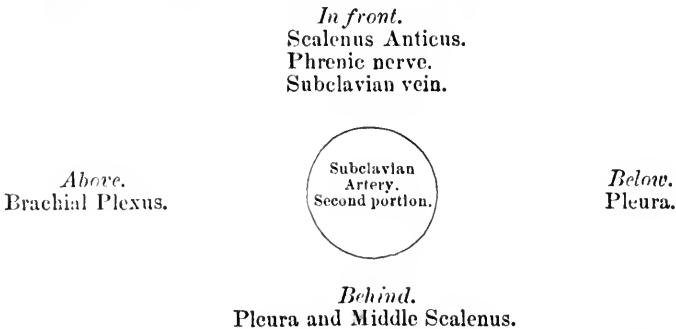 In front.
Scalenus Anticus.
Phrenic nerve.
Subclavian vein.
Above.
Brachial Plexus.
Subclavian
Artery.
Second portion.
Below.
Pleura.
Behind.
Pleura and Middle Scalenus.